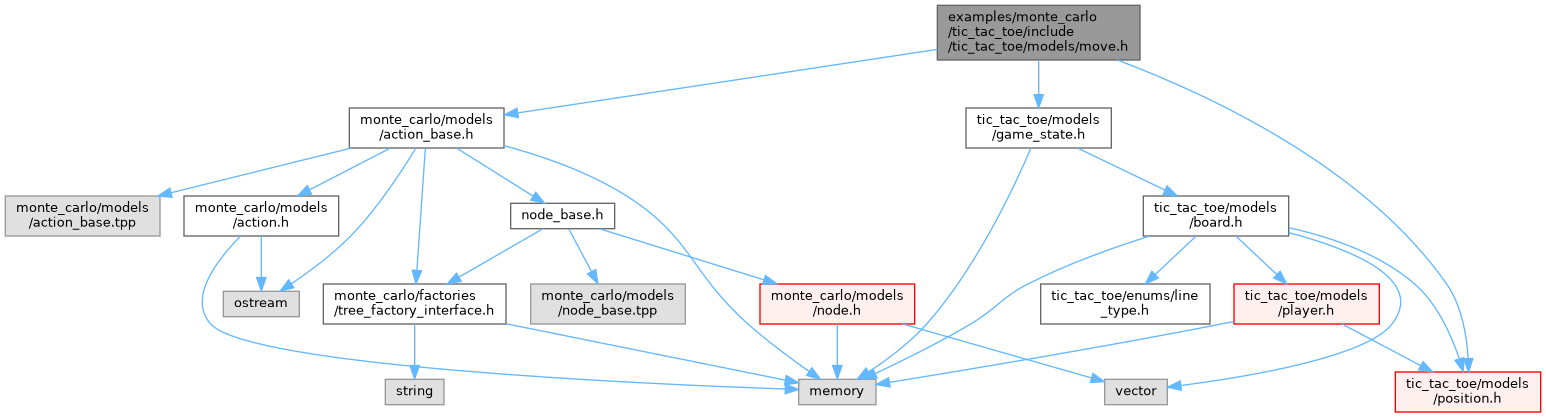 examples/monte_carlo
/tic_tac_toe/include
/tic_tac_toe/models/move.h
monte_carlo/models
/action_base.h
tic_tac_toe/models
/game_state.h
monte_carlo/models
/action_base.tpp
monte_carlo/models
/action.h
node_base.h
tic_tac_toe/models
/board.h
ostream
monte_carlo/factories
/tree_factory_interface.h
monte_carlo/models
/node_base.tpp
monte_carlo/models
/node.h
tic_tac_toe/enums/line
_type.h
tic_tac_toe/models
/player.h
string
memory
vector
tic_tac_toe/models
/position.h